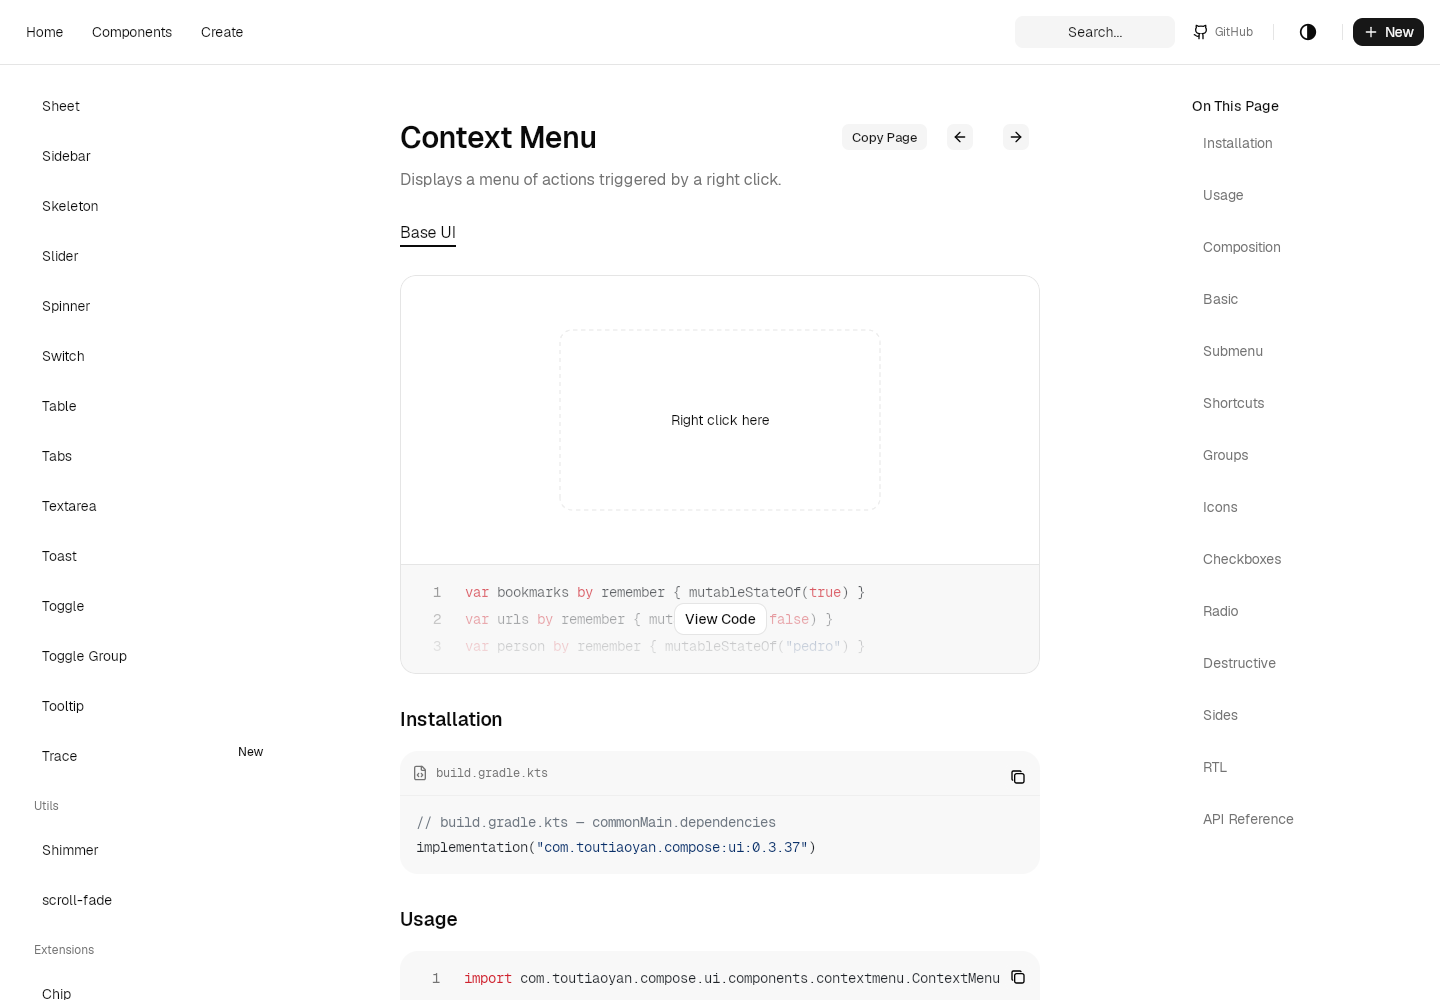 Home
Components
Create
Search...
GitHub
New
Sheet
Sidebar
Skeleton
Slider
Spinner
Switch
Table
Tabs
Textarea
Toast
Toggle
Toggle Group
Tooltip
Trace
New
Utils
Shimmer
scroll-fade
Extensions
Chip
Context Menu
Copy Page
Displays a menu of actions triggered by a right click.
Base UI
Right click here
1 var bookmarks by remember { mutableStateOf(true) }
2 var urls by remember { mut false) }
View Code
3 var person by remember { mutableStateOf("pedro") }
Installation
build.gradle.kts
// build.gradle.kts — commonMain.dependencies
implementation("com.toutiaoyan.compose:ui:0.3.37")
Usage
1 import com.toutiaoyan.compose.ui.components.contextmenu.ContextMenu
On This Page
Installation
Usage
Composition
Basic
Submenu
Shortcuts
Groups
Icons
Checkboxes
Radio
Destructive
Sides
RTL
API Reference